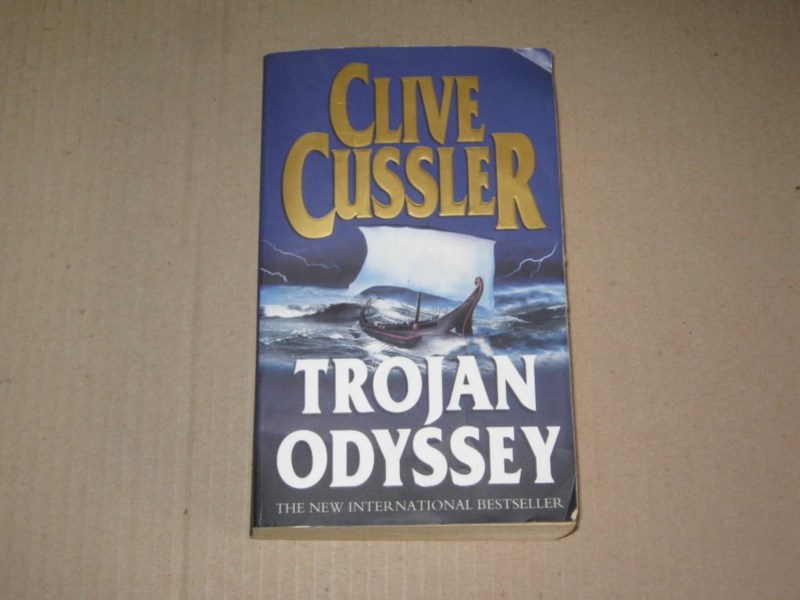 CLIVE
CUSSLER
TROJAN
ODYSSEY
THE NEW INTERNATIONAL BESTSELLER